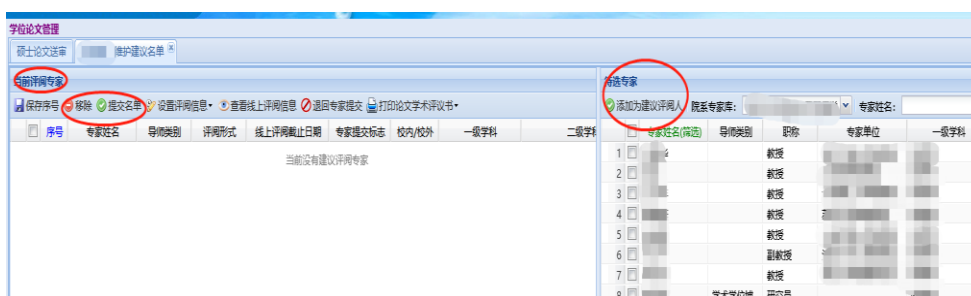 学位论文管理
硕士论文送审 维护建议名单
当前评阅专家
保存序号 移除 提交名单 设置评阅信息 查看线上评阅信息 退回专家提交 打印论文学术评议书
序号 专家姓名 导师类别 评阅形式 线上评阅截止日期 专家提交标志 校内/校外 一级学科 二级学科
当前没有建议评阅专家
待选专家
添加为建议评阅人 院系专家库: 专家姓名:
专家姓名(筛选) 导师类别 职称 专家单位 一级学科
1 教授
2 教授
3 教授
4 教授
5 教授
6 副教授
7 教授
8 学术学位博 研究员